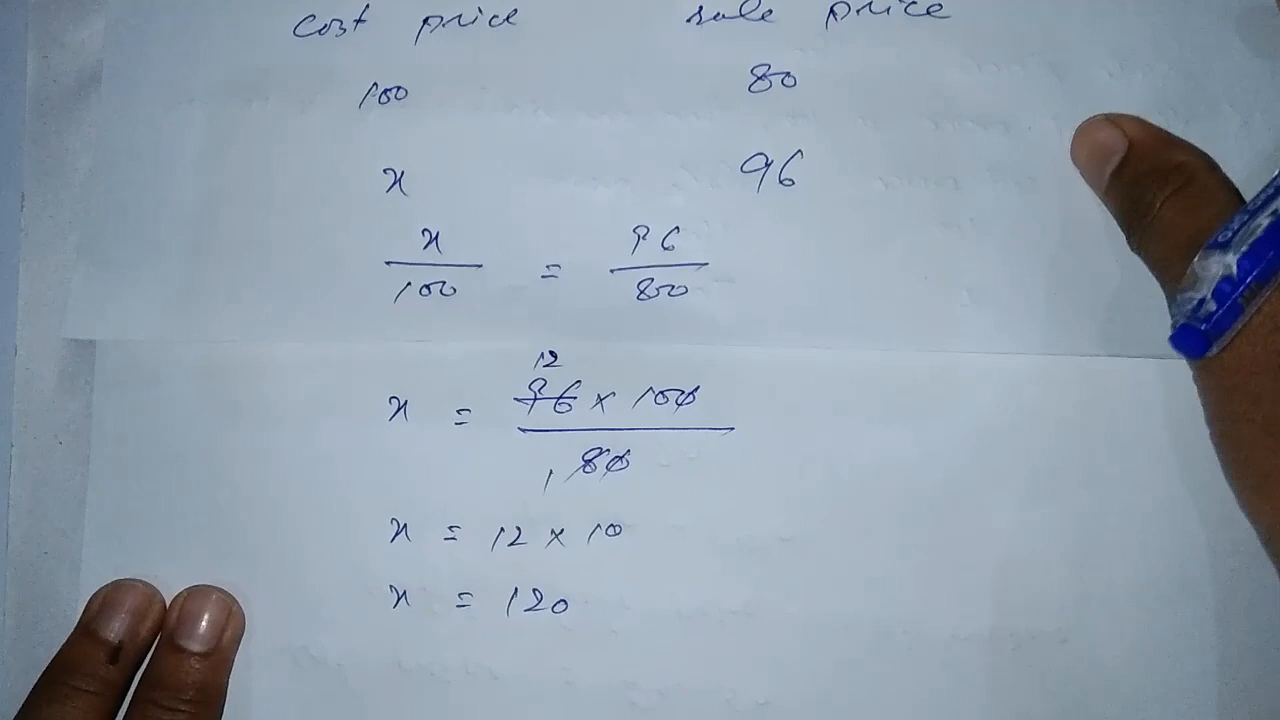 cost price sale price
100 80
x 96
x/100 = 96/80
12
x = 96 x 100 / 1 80
x = 12 x 10
x = 120